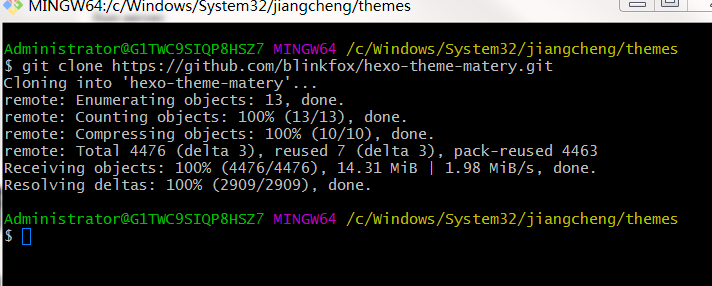 MINGW64:/c/Windows/System32/jiangcheng/themes
Administrator@G1TWC9SIQP8HSZ7 MINGW64 /c/Windows/System32/jiangcheng/themes
$ git clone https://github.com/blinkfox/hexo-theme-matery.git
Cloning into 'hexo-theme-matery'...
remote: Enumerating objects: 13, done.
remote: Counting objects: 100% (13/13), done.
remote: Compressing objects: 100% (10/10), done.
remote: Total 4476 (delta 3), reused 7 (delta 3), pack-reused 4463
Receiving objects: 100% (4476/4476), 14.31 MiB | 1.98 MiB/s, done.
Resolving deltas: 100% (2909/2909), done.
Administrator@G1TWC9SIQP8HSZ7 MINGW64 /c/Windows/System32/jiangcheng/themes
$